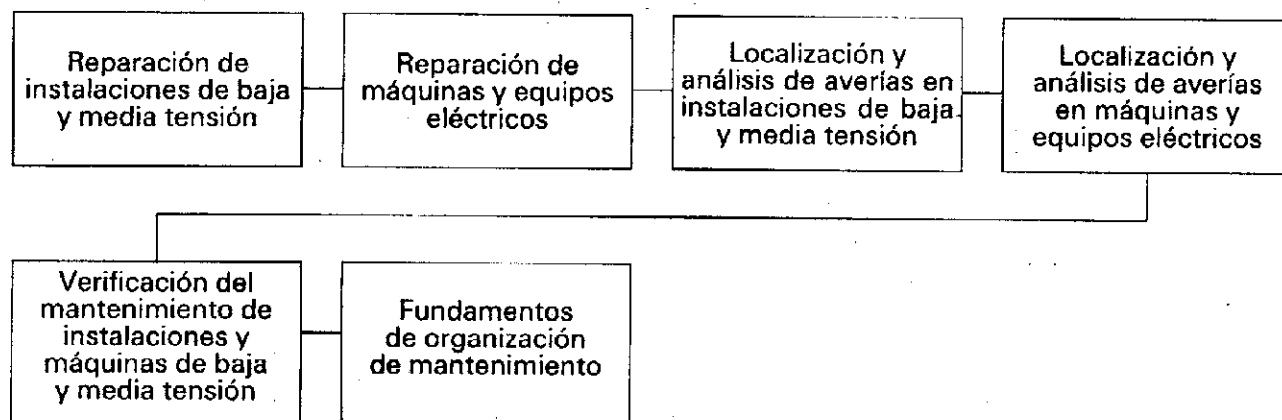 Reparación de
instalaciones de baja
y media tensión
Reparación de
máquinas y equipos
eléctricos
Localización y
análisis de averías en
instalaciones de baja
y media tensión
Localización y
análisis de averías
en máquinas y
equipos eléctricos
Verificación del
mantenimiento de
instalaciones y
máquinas de baja
y media tensión
Fundamentos
de organización
de mantenimiento